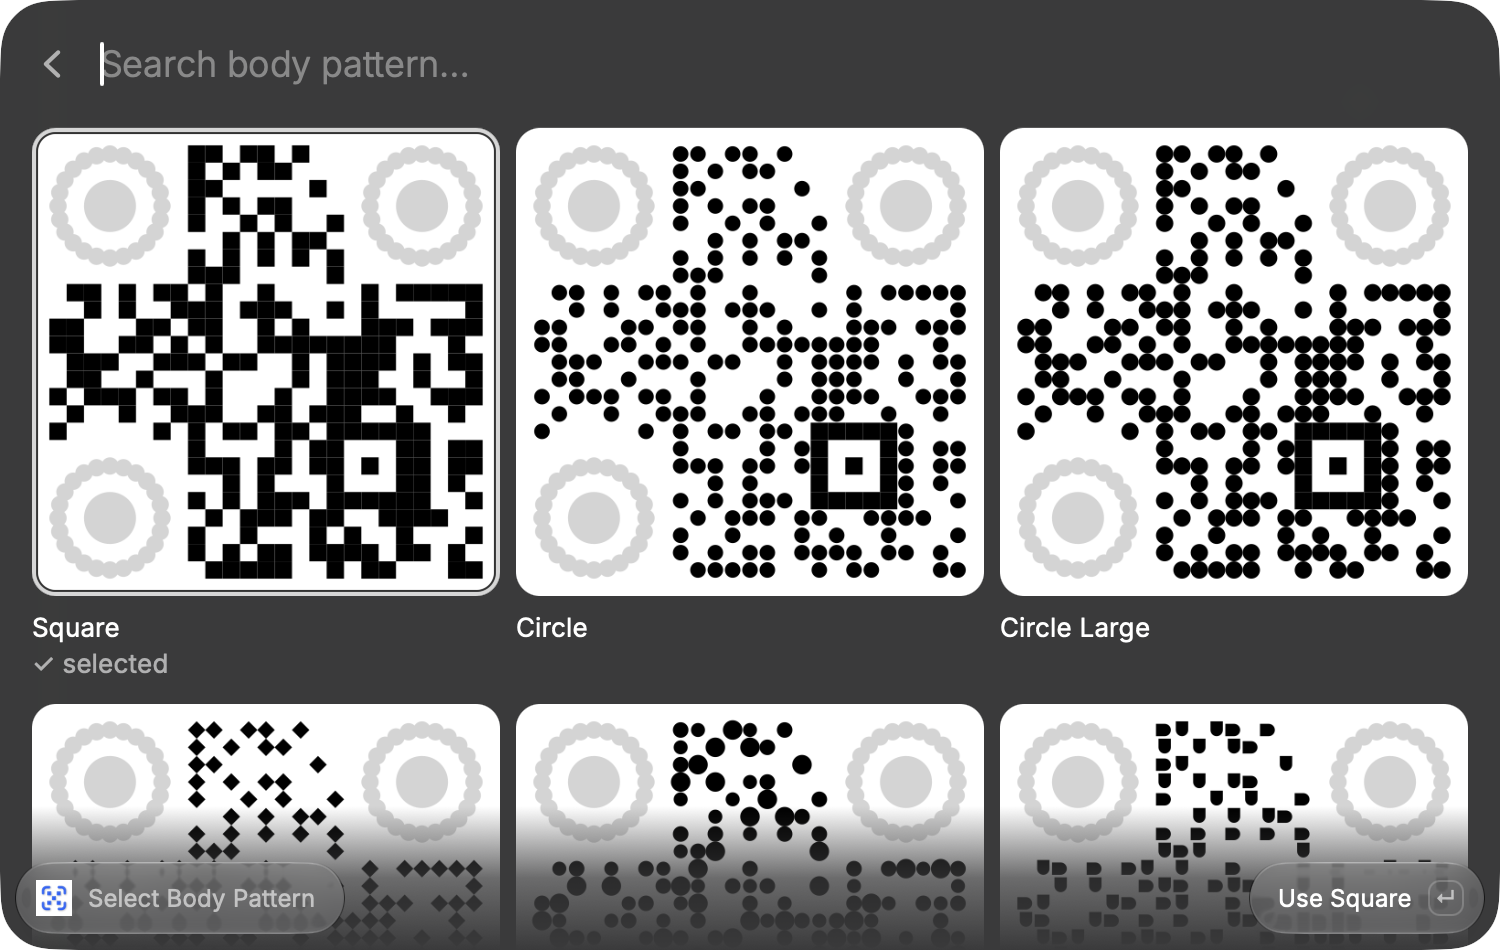 Search body pattern...
Square
selected
Circle
Circle Large
Select Body Pattern
Use Square